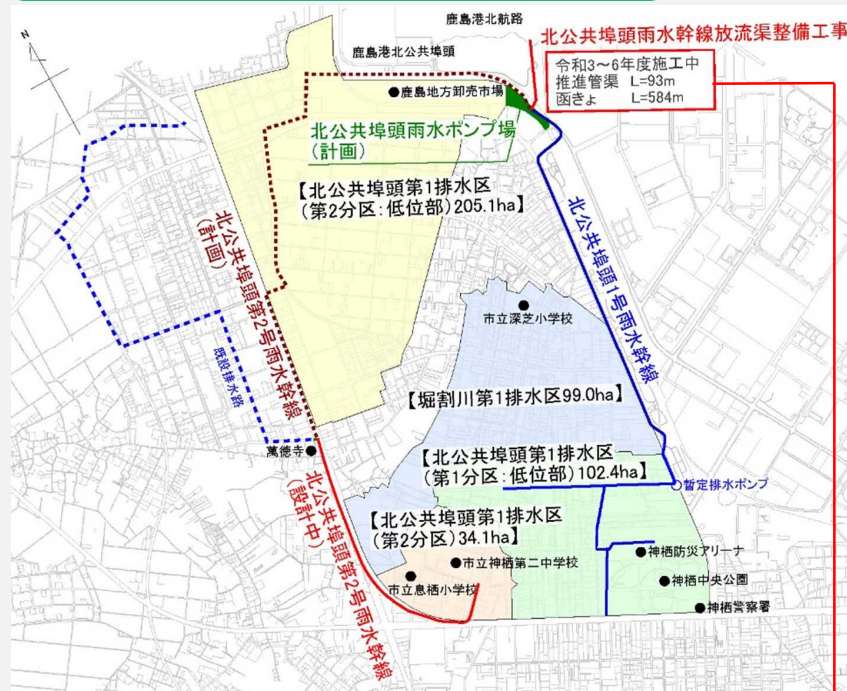 鹿島港北航路
北公共埠頭雨水幹線放流渠整備工事
N
鹿島港北公共埠頭
令和3～6年度施工中
推進管渠 L=93m
函きょ L=584m
鹿島地方卸売市場
北公共埠頭雨水ポンプ場
(計画)
【北公共埠頭第1排水区
(第2分区:低位部)205.1ha】
北公共埠頭第2号雨水幹線
(計画)
北公共埠頭1号雨水幹線
市立深芝小学校
既設排水路
【堀割川第1排水区99.0ha】
萬徳寺
【北公共埠頭第1排水区
(第1分区:低位部)102.4ha】
暫定排水ポンプ
北公共埠頭第2号雨水幹線
(設計中)
【北公共埠頭第1排水区
(第2分区)34.1ha】
神栖防災アリーナ
市立神栖第二中学校
市立息栖小学校
神栖中央公園
神栖警察署